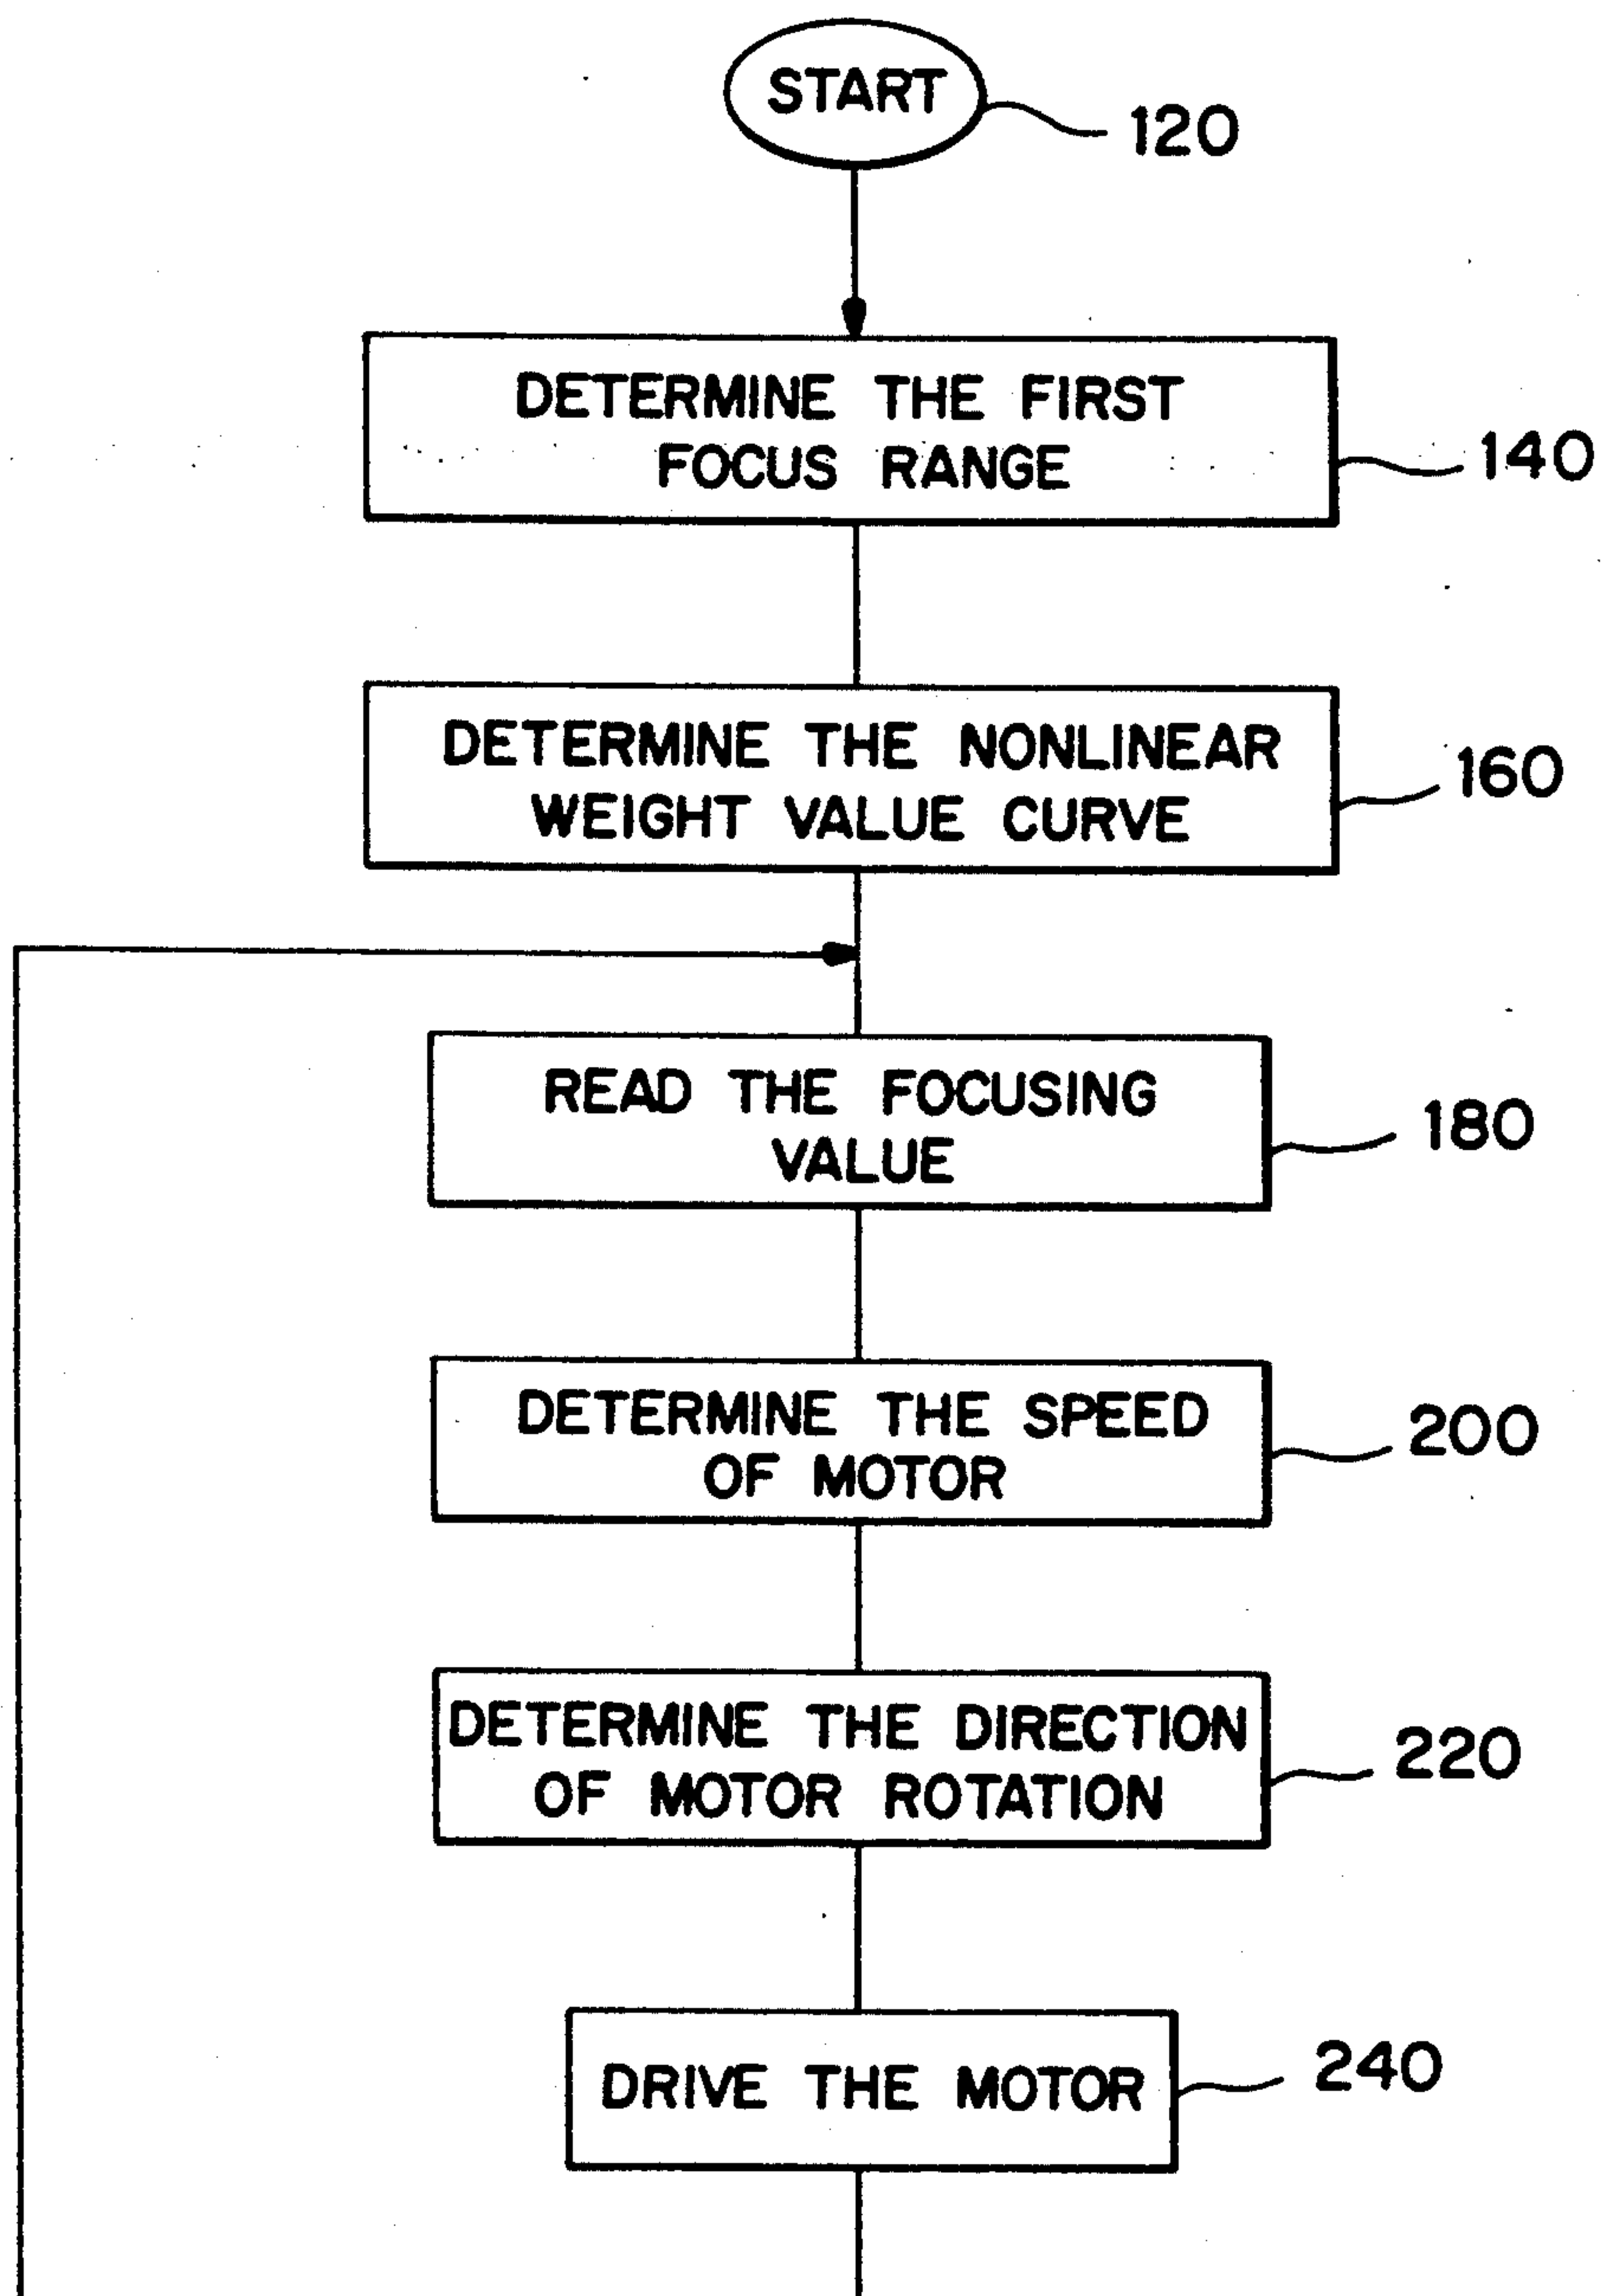 START
120
DETERMINE THE FIRST
FOCUS RANGE
140
DETERMINE THE NONLINEAR
WEIGHT VALUE CURVE
160
READ THE FOCUSING
VALUE
180
DETERMINE THE SPEED
OF MOTOR
200
DETERMINE THE DIRECTION
OF MOTOR ROTATION
220
DRIVE THE MOTOR
240